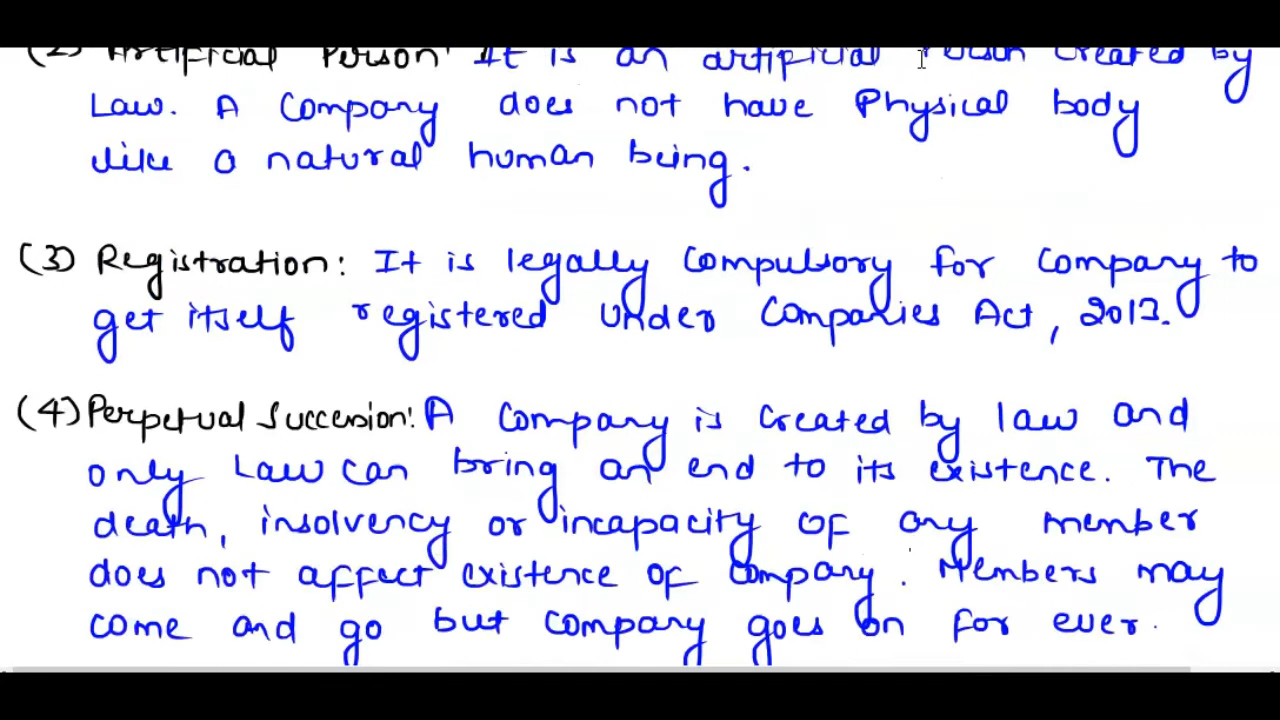 (2) Artificial Person: It is an artificial Person created by
Law. A Company does not have Physical body
like a natural human being.
(3) Registration: It is legally Compulsory for Company to
get itself registered under Companies Act, 2013.
(4) Perpetual Succession: A Company is Created by law and
only Law can bring an end to its existence. The
death, insolvency or incapacity of any member
does not affect existence of Company. Members may
come and go but company goes on for ever.